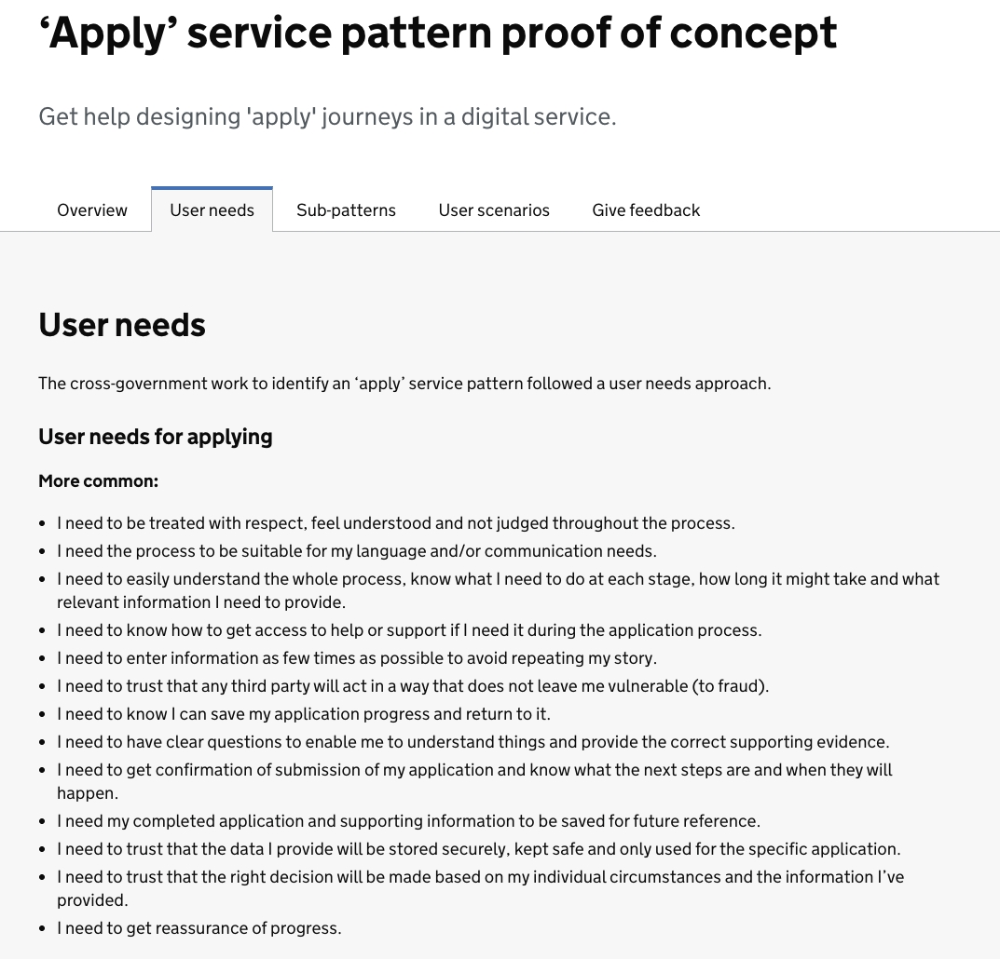 ‘Apply’ service pattern proof of concept
Get help designing 'apply' journeys in a digital service.
Overview
User needs
Sub-patterns
User scenarios
Give feedback
User needs
The cross-government work to identify an ‘apply’ service pattern followed a user needs approach.
User needs for applying
More common:
• I need to be treated with respect, feel understood and not judged throughout the process.
• I need the process to be suitable for my language and/or communication needs.
• I need to easily understand the whole process, know what I need to do at each stage, how long it might take and what
relevant information I need to provide.
• I need to know how to get access to help or support if I need it during the application process.
• I need to enter information as few times as possible to avoid repeating my story.
• I need to trust that any third party will act in a way that does not leave me vulnerable (to fraud).
• I need to know I can save my application progress and return to it.
• I need to have clear questions to enable me to understand things and provide the correct supporting evidence.
• I need to get confirmation of submission of my application and know what the next steps are and when they will
happen.
• I need my completed application and supporting information to be saved for future reference.
• I need to trust that the data I provide will be stored securely, kept safe and only used for the specific application.
• I need to trust that the right decision will be made based on my individual circumstances and the information I’ve
provided.
• I need to get reassurance of progress.